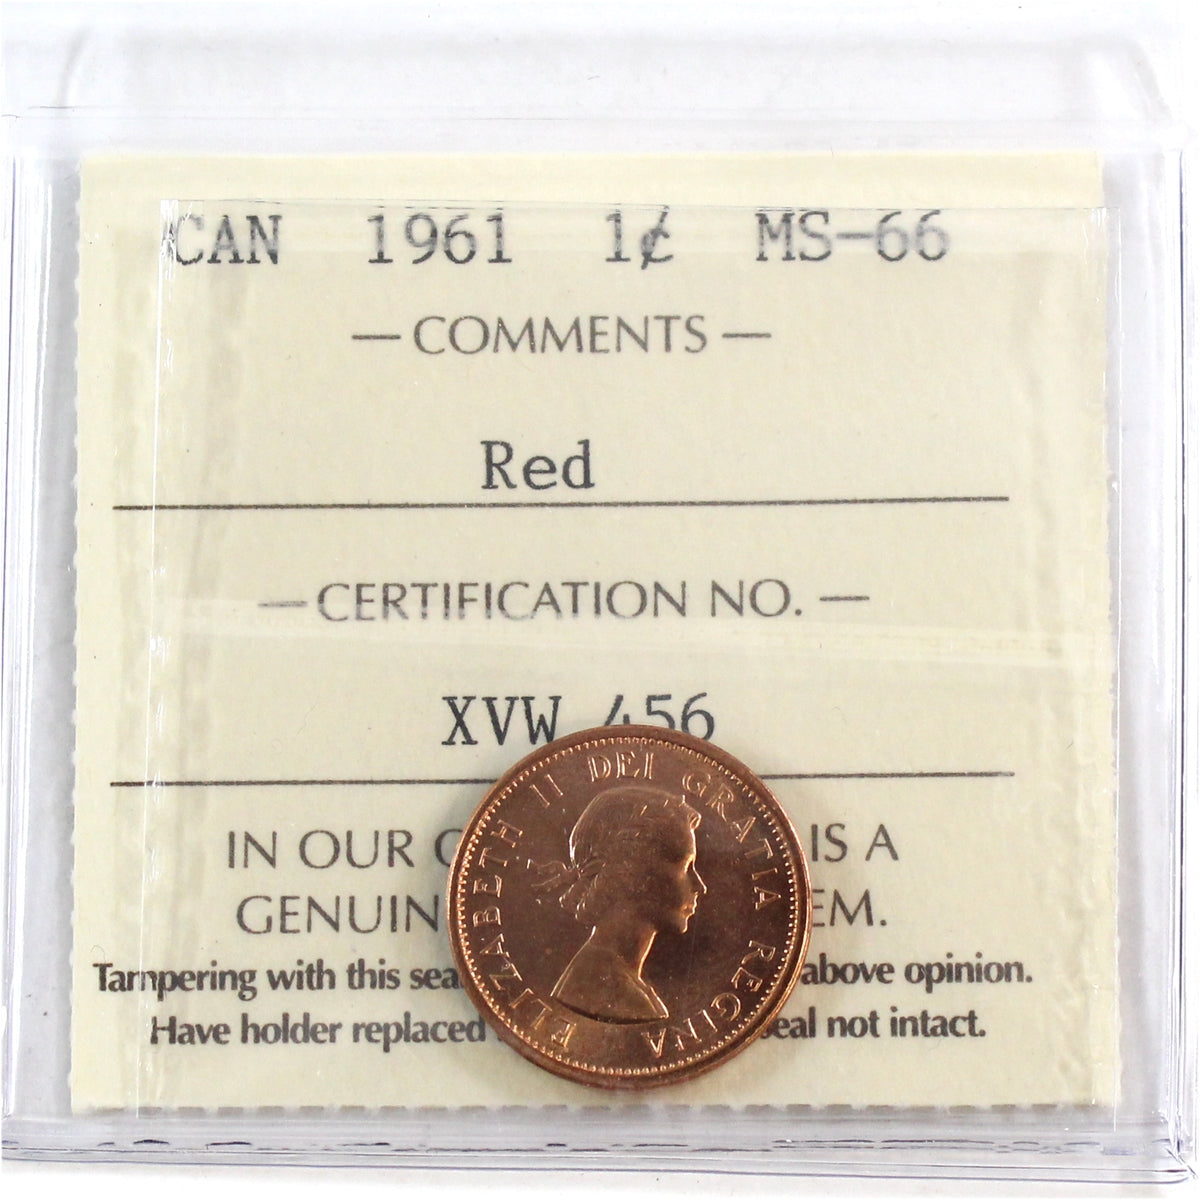 CAN 1961 1¢ MS-66
— COMMENTS —
Red
— CERTIFICATION NO. —
XVW 456
IN OUR IS A
GENUIN EM.
Tampering with this sea above opinion.
Have holder replaced eal not intact.
ELIZABETH II DEI GRATIA REGINA